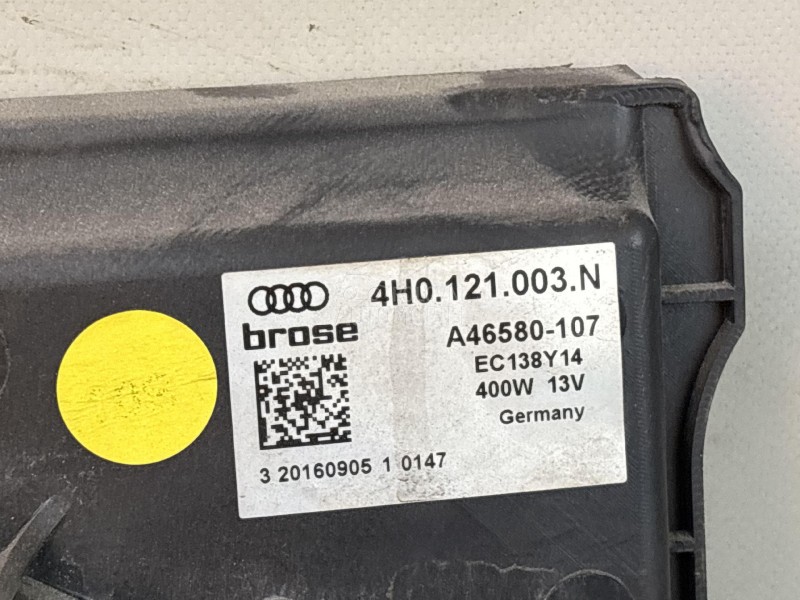 4H0.121.003.N
brose
A46580-107
EC138Y14
400W 13V
Germany
3 20160905 1 0147